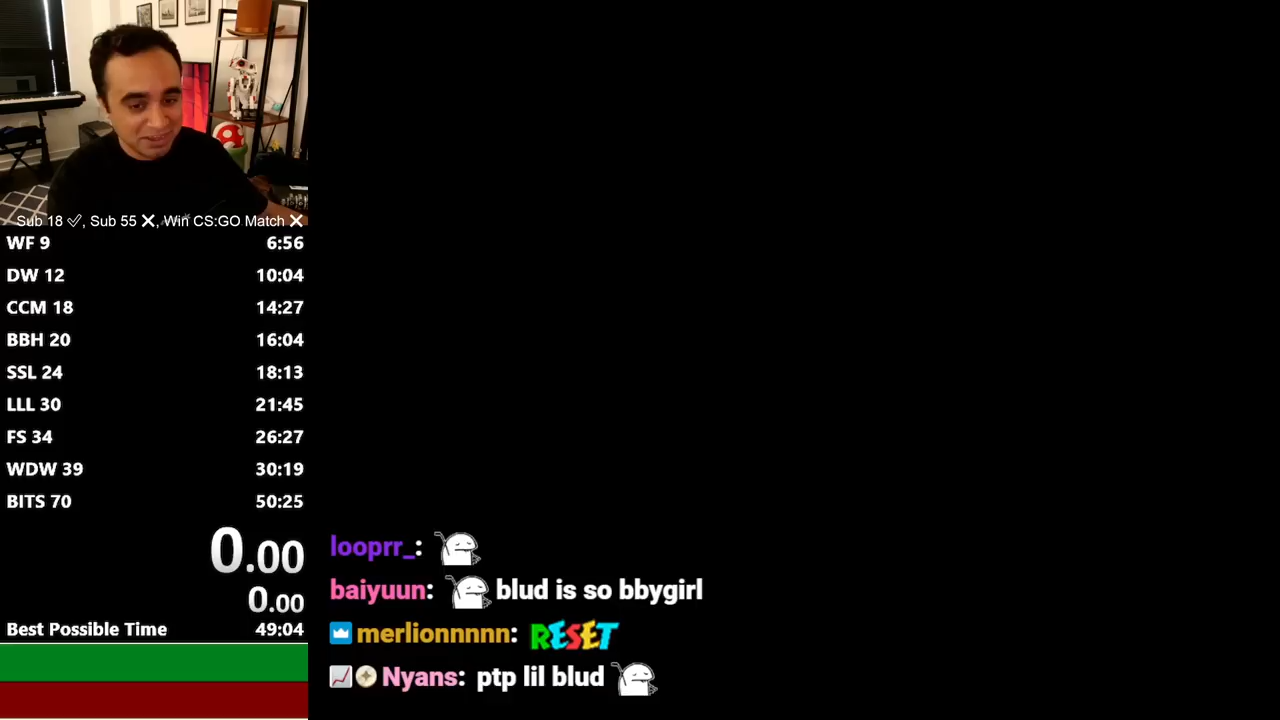 Sub 18 ✓, Sub 55 ✕, Win CS:GO Match ✕
WF 9 6:56
DW 12 10:04
CCM 18 14:27
BBH 20 16:04
SSL 24 18:13
LLL 30 21:45
FS 34 26:27
WDW 39 30:19
BITS 70 50:25
0.00
0.00
Best Possible Time 49:04
looprr_:
baiyuun: blud is so bbygirl
merlionnnnn: RESET
Nyans: ptp lil blud